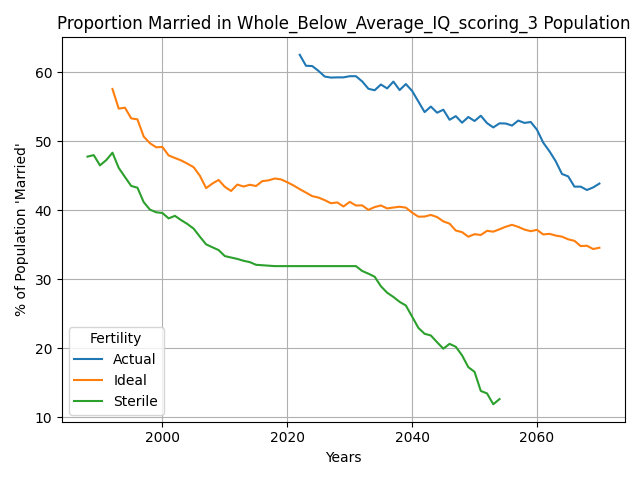 Proportion Married in Whole_Below_Average_IQ_scoring_3 Population
% of Population 'Married'
60
50
40
30
20
10
Fertility
Actual
Ideal
Sterile
2000
2020
2040
2060
Years